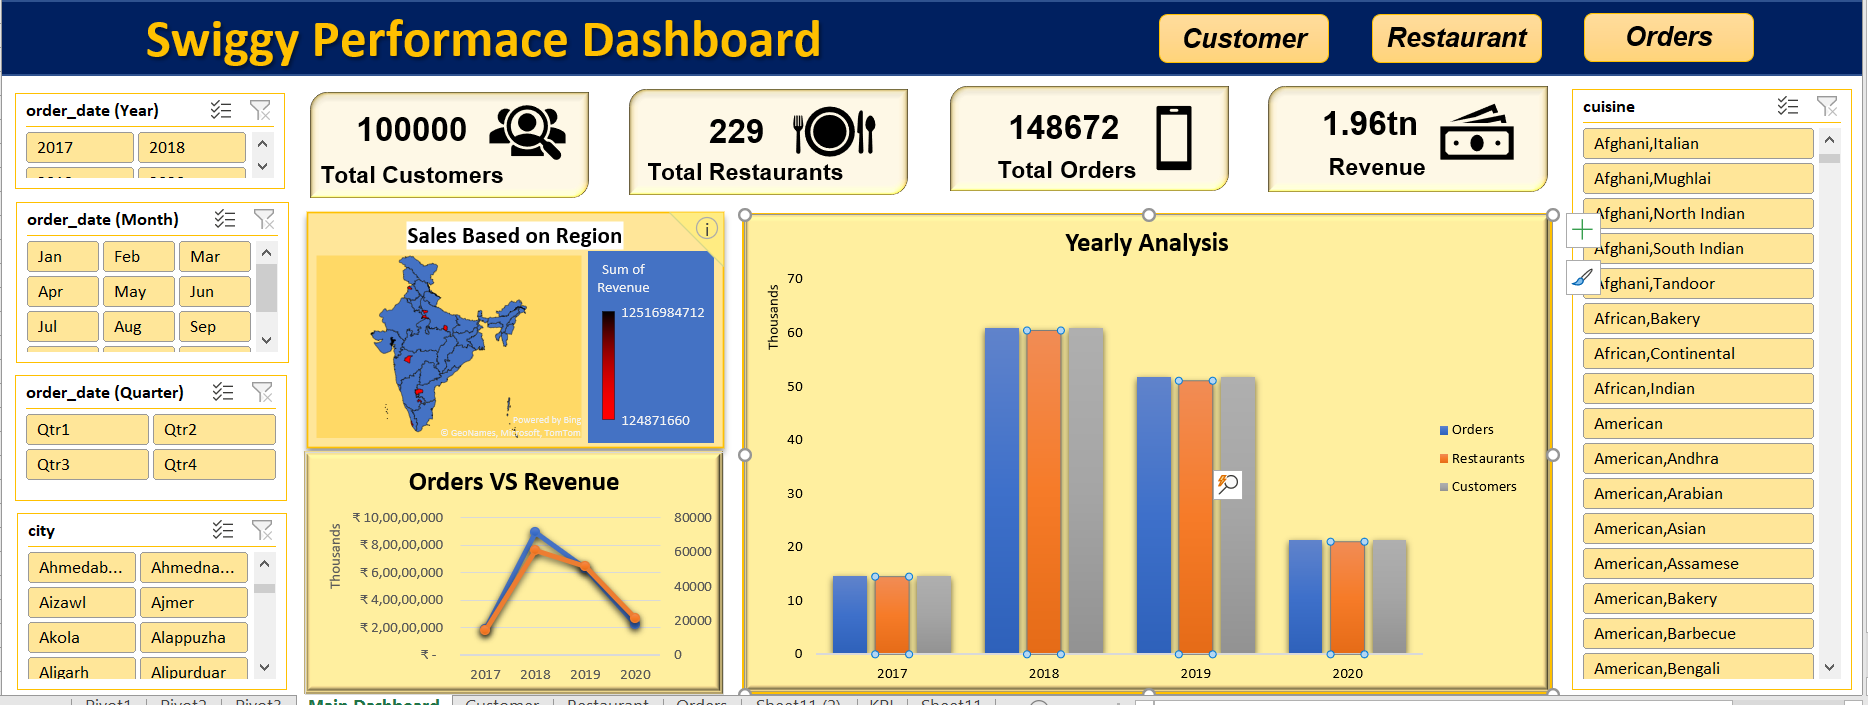 Swiggy Performace Dashboard
Customer
Restaurant
Orders
order_date (Year)
2017
2018
order_date (Month)
Jan
Feb
Mar
Apr
May
Jun
Jul
Aug
Sep
order_date (Quarter)
Qtr1
Qtr2
Qtr3
Qtr4
city
Ahmedab...
Ahmedna...
Aizawl
Ajmer
Akola
Alappuzha
Aligarh
Alipurduar
100000
Total Customers
229
Total Restaurants
148672
Total Orders
1.96tn
Revenue
Sales Based on Region
Sum of
Revenue
12516984712
124871660
Powered by Bing
© GeoNames, Microsoft, TomTom
Orders VS Revenue
Thousands
₹ 10,00,00,000
₹ 8,00,00,000
₹ 6,00,00,000
₹ 4,00,00,000
₹ 2,00,00,000
₹ -
80000
60000
40000
20000
0
2017
2018
2019
2020
Yearly Analysis
Thousands
70
60
50
40
30
20
10
0
2017
2018
2019
2020
Orders
Restaurants
Customers
cuisine
Afghani,Italian
Afghani,Mughlai
Afghani,North Indian
Afghani,South Indian
Afghani,Tandoor
African,Bakery
African,Continental
African,Indian
American
American,Andhra
American,Arabian
American,Asian
American,Assamese
American,Bakery
American,Barbecue
American,Bengali
Pivot1
Pivot2
Pivot3
Main Dashboard
Customer
Restaurant
Orders
Sheet11 (2)
KPI
Sheet11